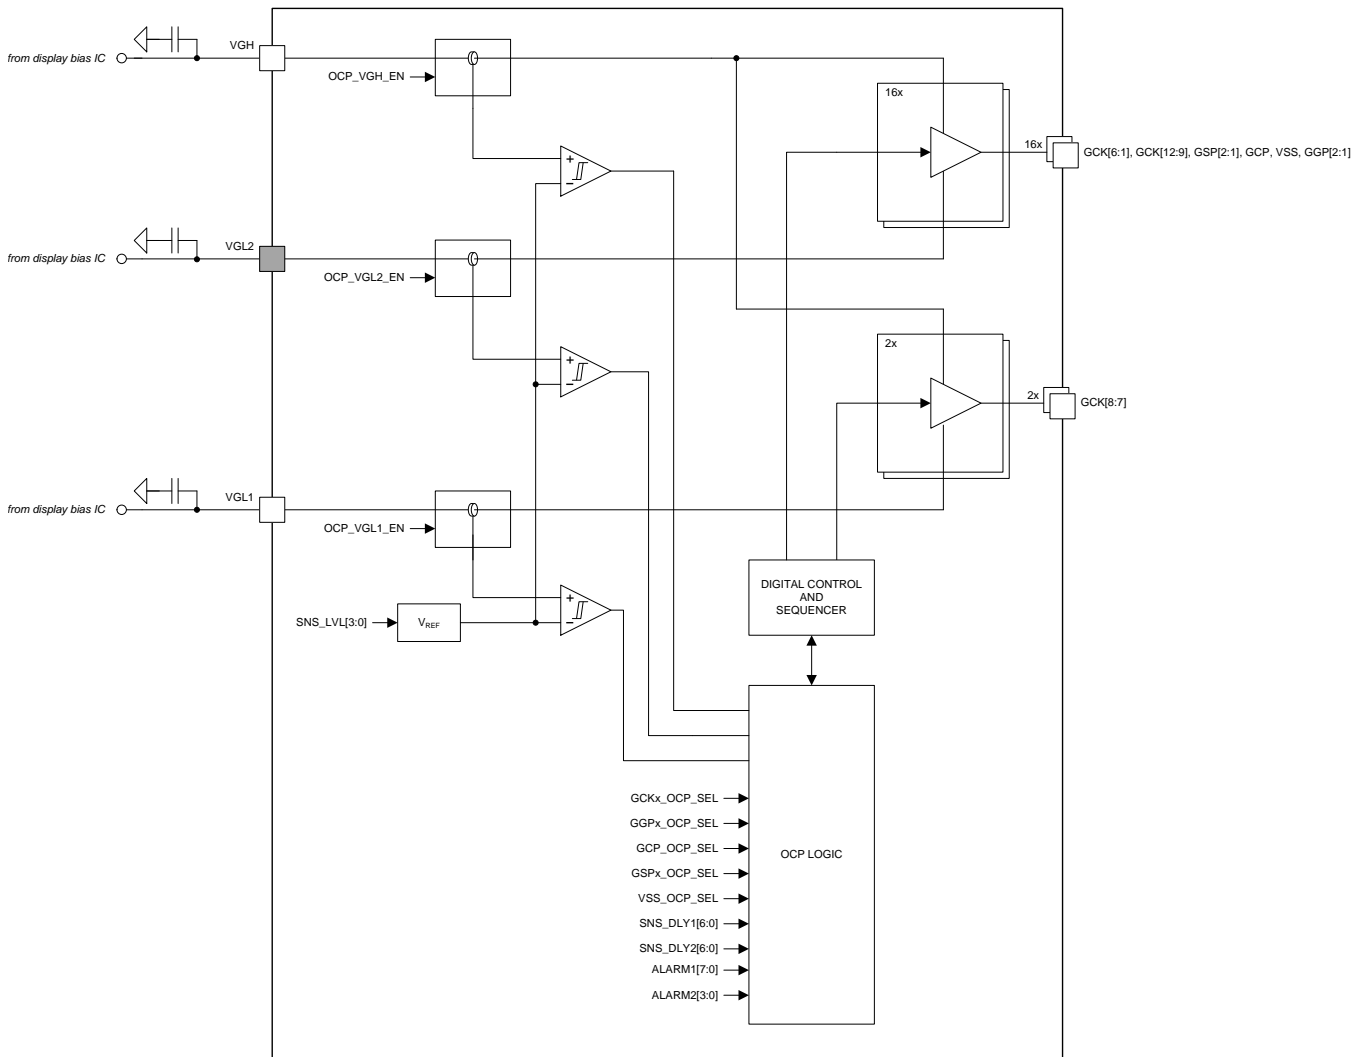 VGH
from display bias IC
OCP_VGH_EN
16x
+
16x
GCK[6:1], GCK[12:9], GSP[2:1], GCP, VSS, GGP[2:1]
–
VGL2
from display bias IC
OCP_VGL2_EN
2x
+
–
2x
GCK[8:7]
VGL1
from display bias IC
OCP_VGL1_EN
DIGITAL CONTROL
AND
SEQUENCER
+
SNS_LVL[3:0]
VREF
–
GCKx_OCP_SEL
GGPx_OCP_SEL
GCP_OCP_SEL
OCP LOGIC
GSPx_OCP_SEL
VSS_OCP_SEL
SNS_DLY1[6:0]
SNS_DLY2[6:0]
ALARM1[7:0]
ALARM2[3:0]